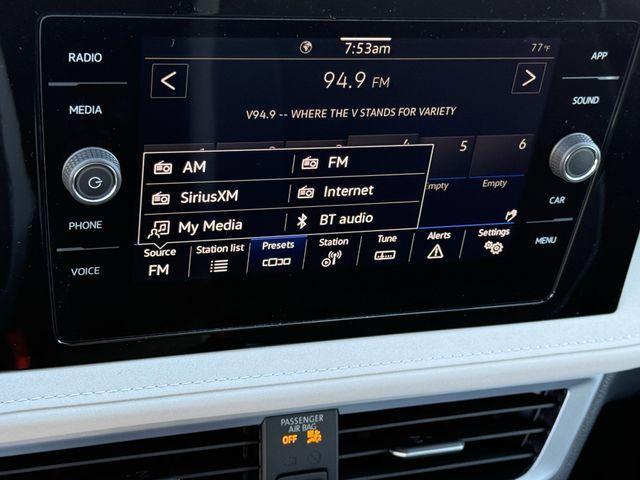 7:53am
77°F
RADIO
MEDIA
PHONE
VOICE
APP
SOUND
CAR
MENU
94.9 FM
V94.9 -- WHERE THE V STANDS FOR VARIETY
4 5 6
Empty Empty
AM FM
SiriusXM Internet
My Media BT audio
Source Station list Presets Station Tune Alerts Settings
FM
PASSENGER
AIR BAG
OFF